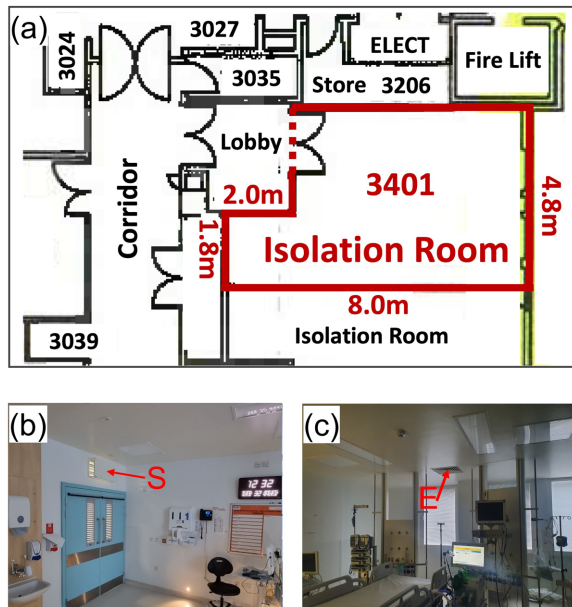 (a)
3024
3027
3035
ELECT
Fire Lift
Store 3206
Lobby
Corridor
3401
2.0m
1.8m
4.8m
Isolation Room
8.0m
Isolation Room
3039
(b)
S
12 32
(c)
E